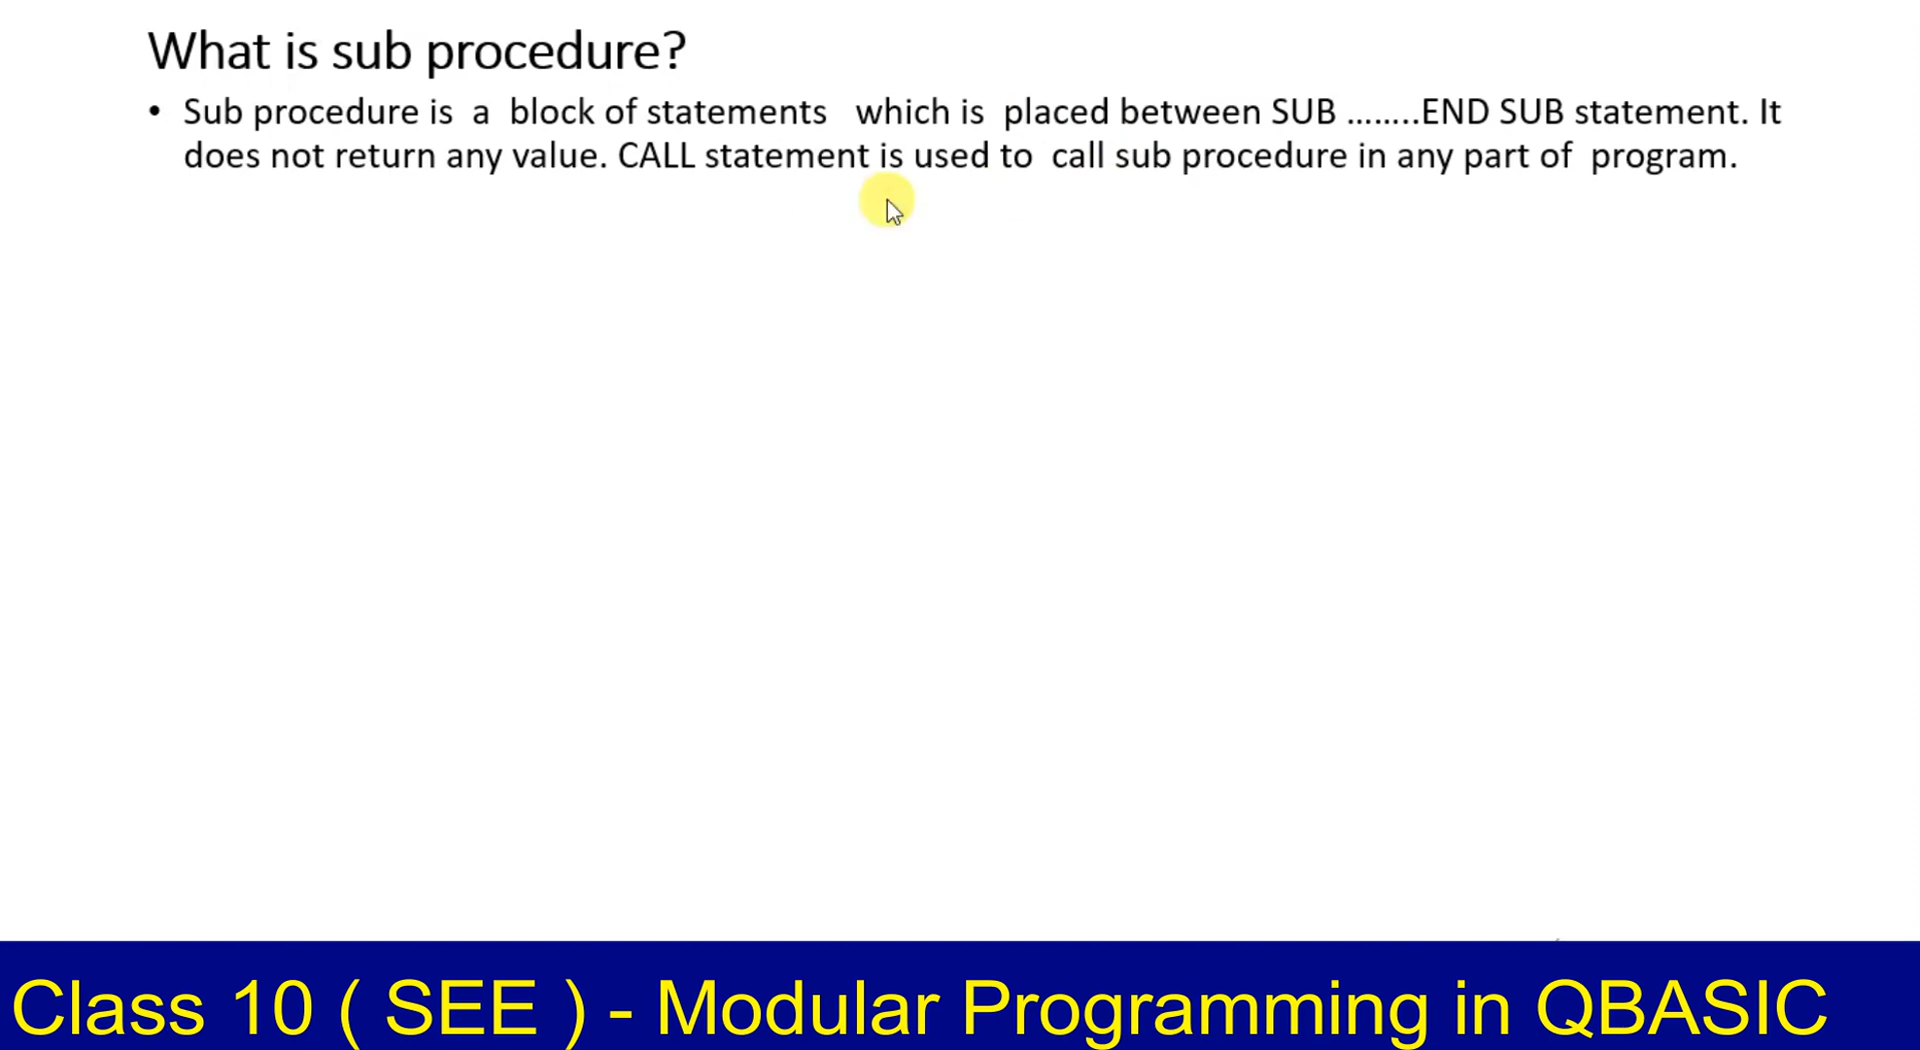 What is sub procedure?
• Sub procedure is a block of statements which is placed between SUB ........END SUB statement. It
does not return any value. CALL statement is used to call sub procedure in any part of program.
Class 10 ( SEE ) - Modular Programming in QBASIC